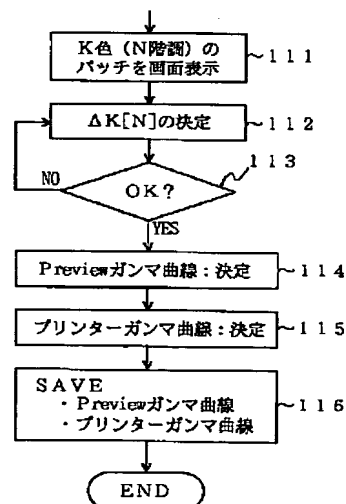 K色（N階調）の
パッチを画面表示
111
ΔK[N]の決定
112
113
NO
OK?
YES
Previewガンマ曲線：決定
114
プリンターガンマ曲線：決定
115
SAVE
・Previewガンマ曲線
・プリンターガンマ曲線
116
END